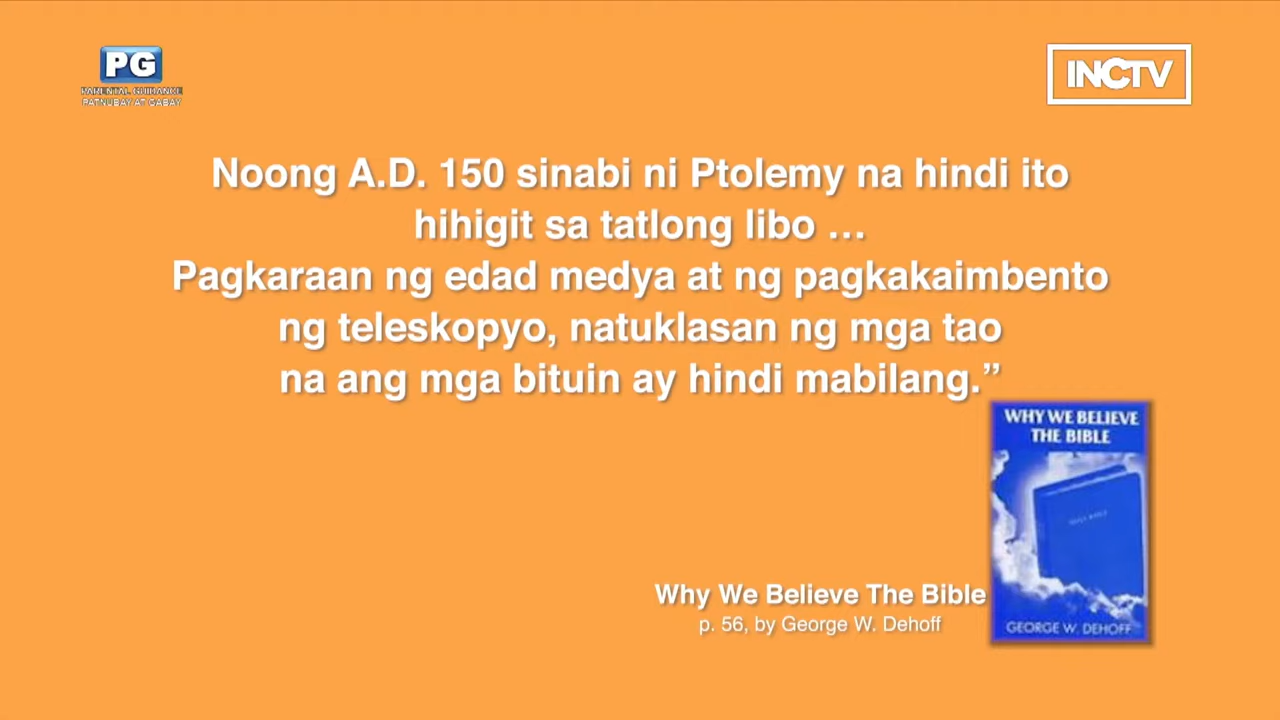 PG
PARENTAL GUIDANCE
PATNUBAY AT GABAY
INCTV
Noong A.D. 150 sinabi ni Ptolemy na hindi ito
hihigit sa tatlong libo …
Pagkaraan ng edad medya at ng pagkakaimbento
ng teleskopyo, natuklasan ng mga tao
na ang mga bituin ay hindi mabilang.”
WHY WE BELIEVE
THE BIBLE
HOLY BIBLE
GEORGE W. DEHOFF
Why We Believe The Bible
p. 56, by George W. Dehoff